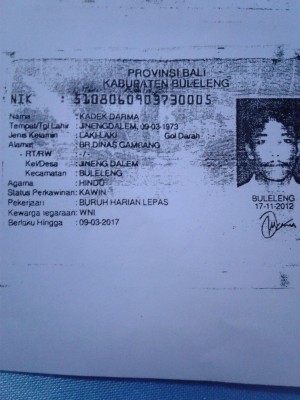 PROVINSI BALI
KABUPATEN BULELENG
NIK : 5108060903730005
Nama : KADEK DARMA
Tempat/Tgl Lahir : JINENGDALEM, 09-03-1973
Jenis Kelamin : LAKI-LAKI Gol Darah
Alamat : BR.DINAS GAMBANG
- RT/RW : -/-
Kel/Desa : JINENG DALEM
Kecamatan : BULELENG
Agama : HINDU
Status Perkawinan: KAWIN
Pekerjaan : BURUH HARIAN LEPAS
Kewarga negaraan: WNI
Berlaku Hingga : 09-03-2017
BULELENG
17-11-2012